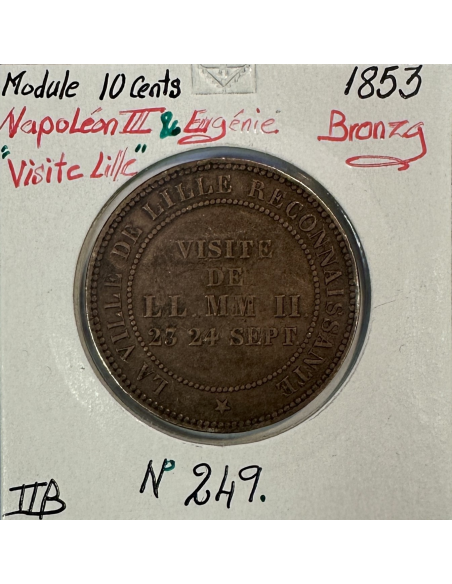 Module 10 Cents 1853
Napoléon III & Eugénie Bronze
"Visite Lille"
LA VILLE DE LILLE RECONNAISSANTE
VISITE
DE
LL MM II
23 24 SEPT
TTB
N° 249.